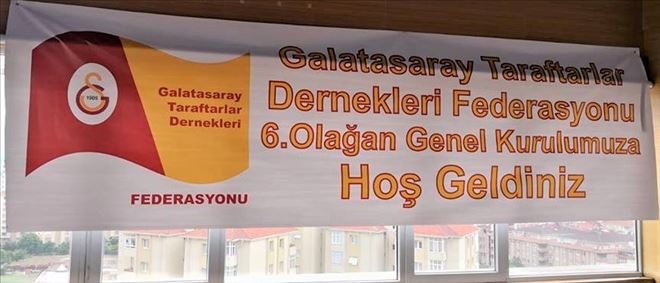 1905
Galatasaray
Taraftarlar
Dernekleri
FEDERASYONU
Galatasaray Taraftarlar
Dernekleri Federasyonu
6.Olağan Genel Kurulumuza
Hoş Geldiniz